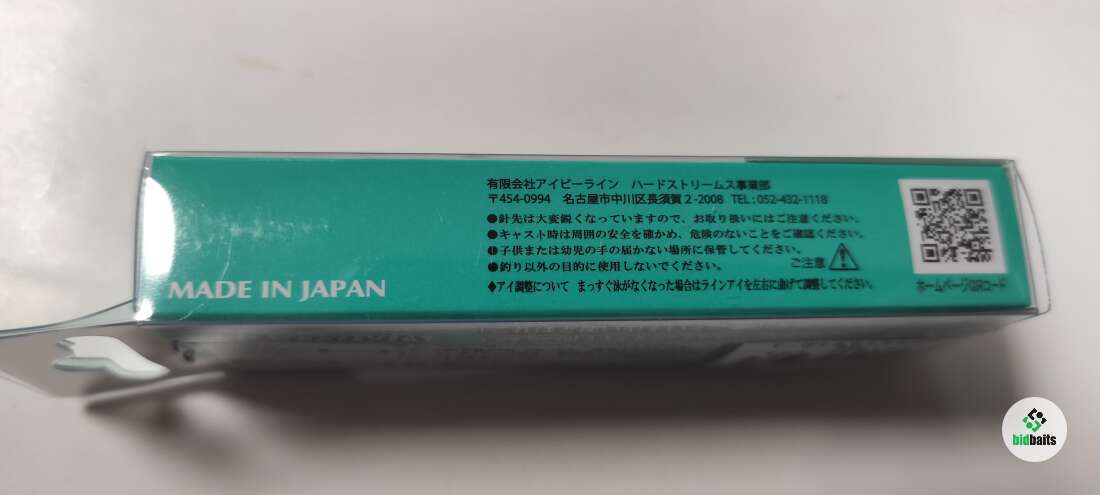 有限会社アイビーライン ハードストリームス事業部
〒454-0994 名古屋市中川区長須賀2-2008 TEL:052-432-1118
●針先は大変鋭くなっていますので、お取り扱いにはご注意ください。
●キャスト時は周囲の安全を確かめ、危険のないことをご確認ください。
●子供または幼児の手の届かない場所に保管してください。
●釣り以外の目的に使用しないでください。
ご注意
♦アイ調整について まっすぐ泳がなくなった場合はラインアイを左右に曲げて調整してください。
MADE IN JAPAN
ホームページQRコード
bidbaits